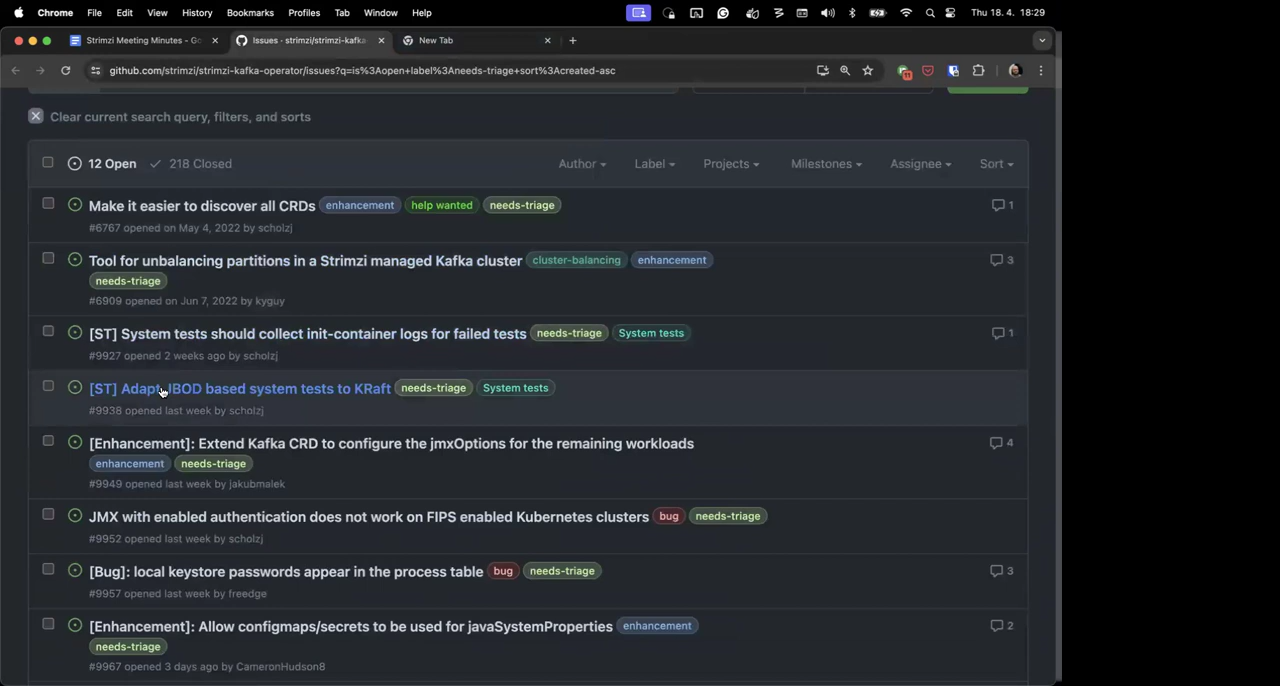 Chrome File Edit View History Bookmarks Profiles Tab Window Help Thu 18. 4. 18:29
Strimzi Meeting Minutes - Go Issues · strimzi/strimzi-kafka- New Tab
github.com/strimzi/strimzi-kafka-operator/issues?q=is%3Aopen+label%3Aneeds-triage+sort%3Acreated-asc 11
Clear current search query, filters, and sorts
12 Open 218 Closed Author Label Projects Milestones Assignee Sort
Make it easier to discover all CRDs enhancement help wanted needs-triage 1
#6767 opened on May 4, 2022 by scholzj
Tool for unbalancing partitions in a Strimzi managed Kafka cluster cluster-balancing enhancement 3
needs-triage
#6909 opened on Jun 7, 2022 by kyguy
[ST] System tests should collect init-container logs for failed tests needs-triage System tests 1
#9927 opened 2 weeks ago by scholzj
[ST] Adapt JBOD based system tests to KRaft needs-triage System tests
#9938 opened last week by scholzj
[Enhancement]: Extend Kafka CRD to configure the jmxOptions for the remaining workloads 4
enhancement needs-triage
#9949 opened last week by jakubmalek
JMX with enabled authentication does not work on FIPS enabled Kubernetes clusters bug needs-triage
#9952 opened last week by scholzj
[Bug]: local keystore passwords appear in the process table bug needs-triage 3
#9957 opened last week by freedge
[Enhancement]: Allow configmaps/secrets to be used for javaSystemProperties enhancement 2
needs-triage
#9967 opened 3 days ago by CameronHudson8